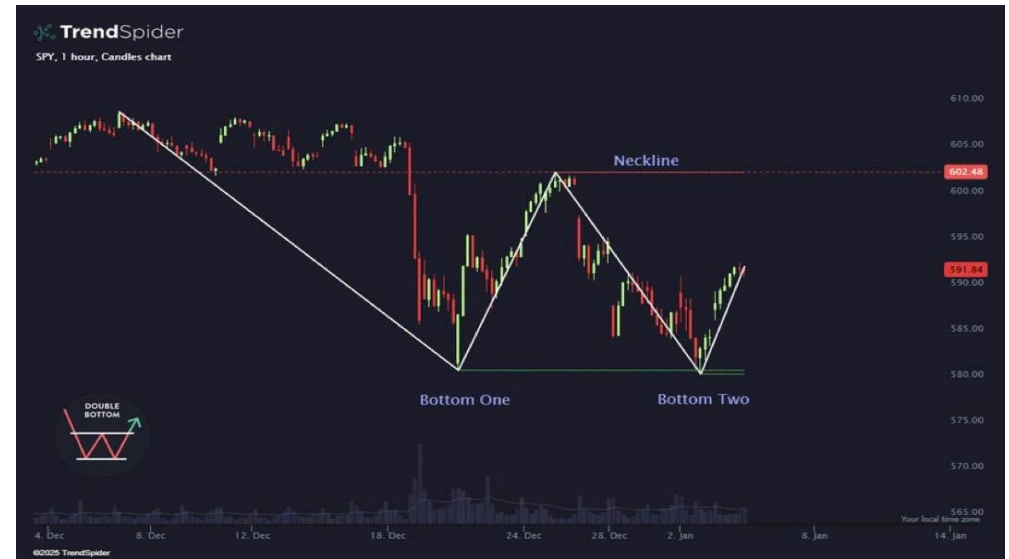 TrendSpider
SPY, 1 hour, Candles chart
610.00
605.00
Neckline
602.48
600.00
595.00
591.84
590.00
585.00
580.00
Bottom One
Bottom Two
DOUBLE
BOTTOM
575.00
570.00
565.00
Your local time zone
4. Dec 8. Dec 12. Dec 18. Dec 24. Dec 28. Dec 2. Jan 8. Jan 14. Jan
©2025 TrendSpider